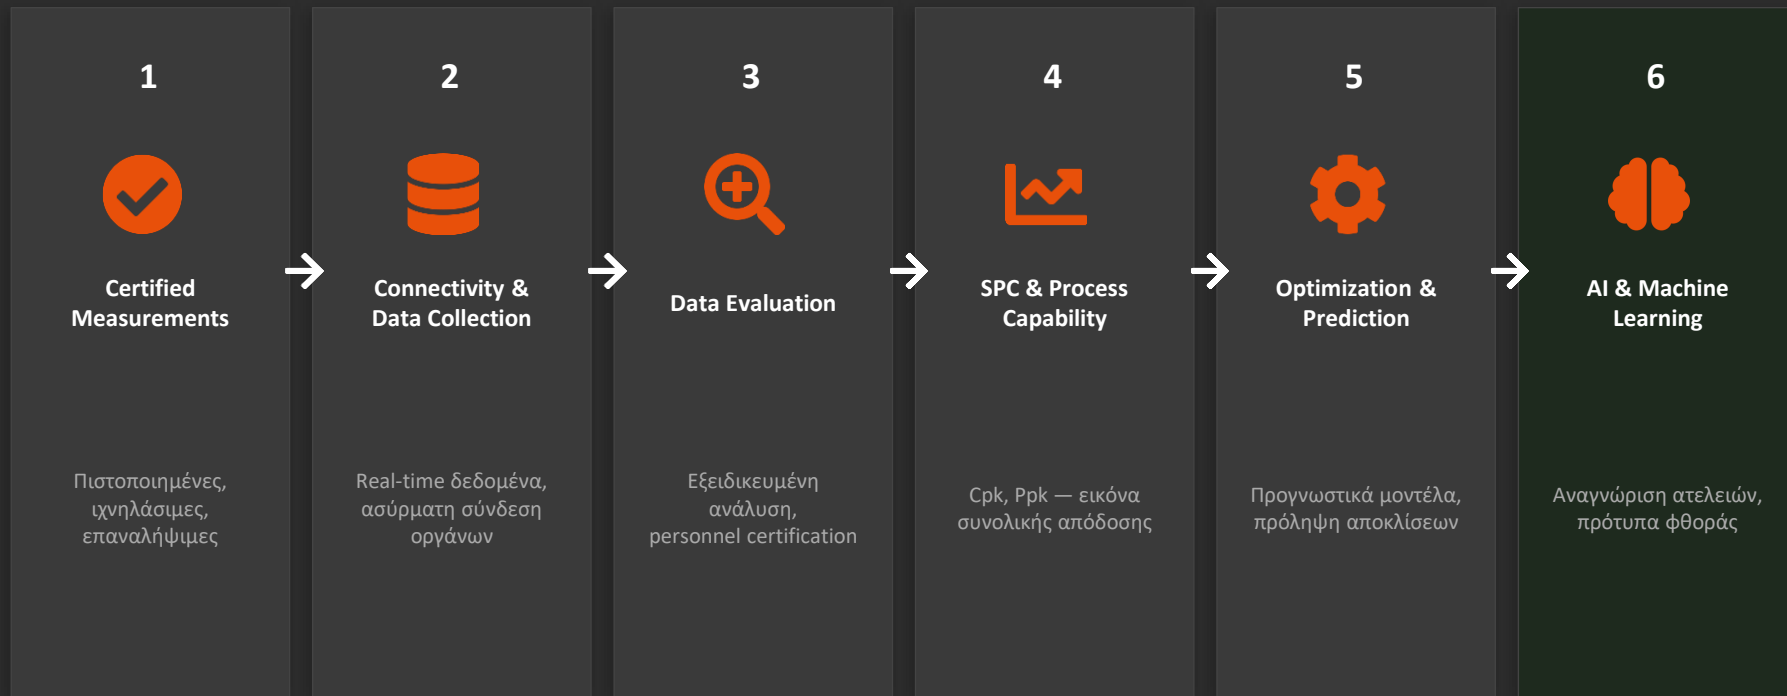 1
Certified
Measurements
Πιστοποιημένες,
ιχνηλάσιμες,
επαναλήψιμες
2
Connectivity &
Data Collection
Real-time δεδομένα,
ασύρματη σύνδεση
οργάνων
3
Data Evaluation
Εξειδικευμένη
ανάλυση,
personnel certification
4
SPC & Process
Capability
Cpk, Ppk — εικόνα
συνολικής απόδοσης
5
Optimization &
Prediction
Προγνωστικά μοντέλα,
πρόληψη αποκλίσεων
6
AI & Machine
Learning
Αναγνώριση ατελειών,
πρότυπα φθοράς